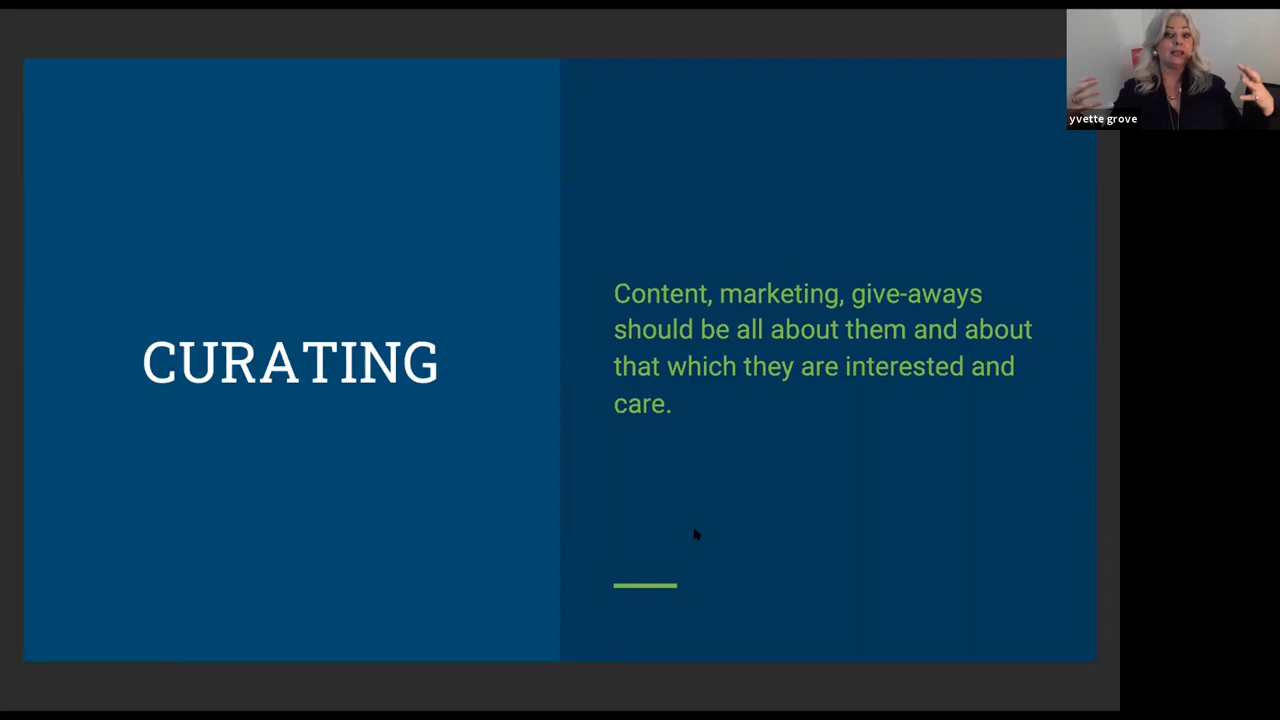 yvette grove
CURATING
Content, marketing, give-aways
should be all about them and about
that which they are interested and
care.